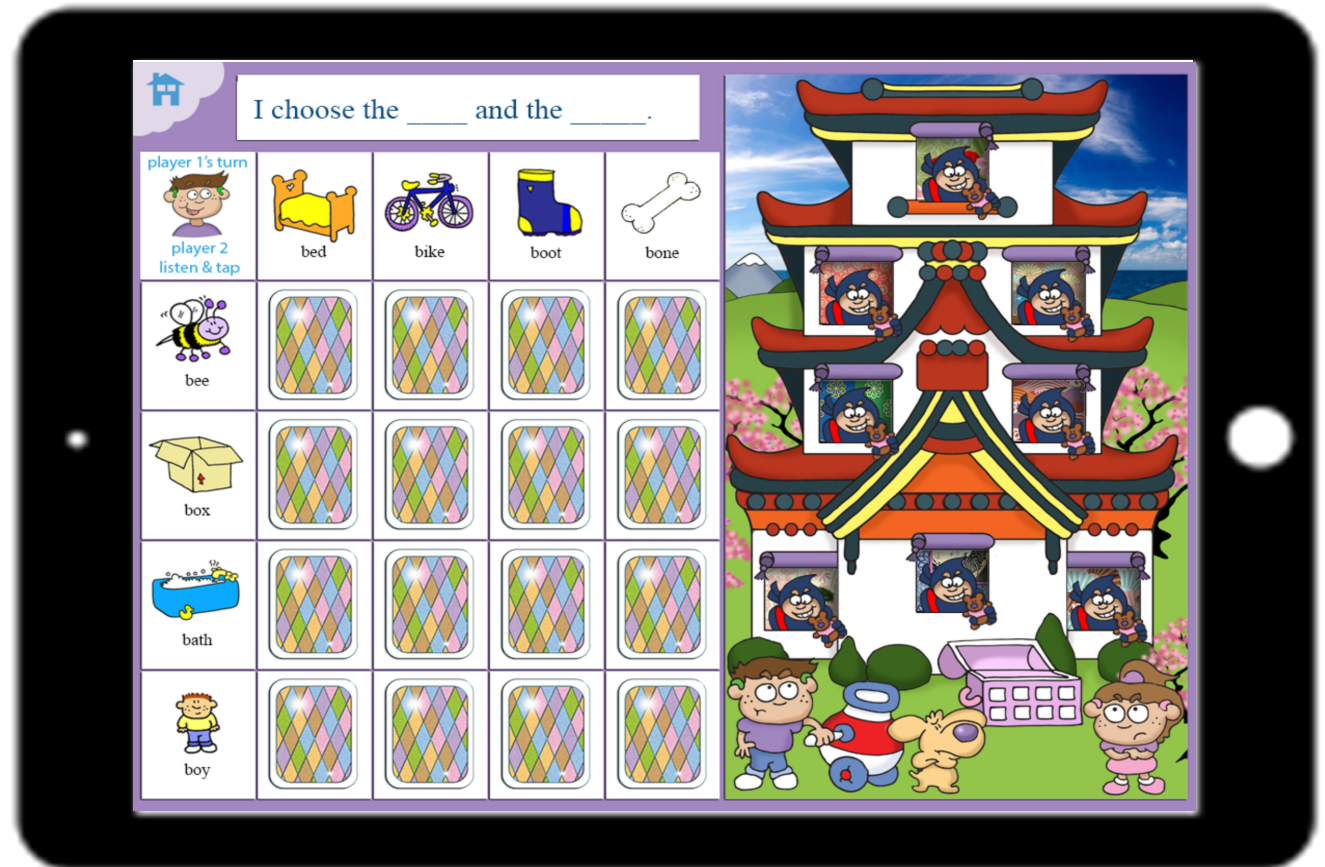 I choose the ____ and the _____.
player 1's turn
player 2
listen & tap
bed
bike
boot
bone
bee
box
bath
boy